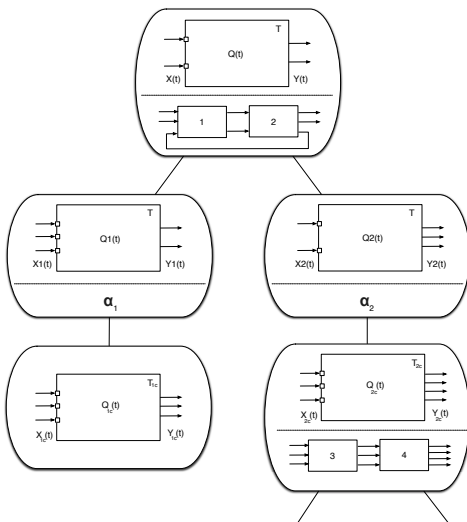 T
Q(t)
X(t) Y(t)
1 2
T
Q1(t)
X1(t) Y1(t)
α1
T
Q2(t)
X2(t) Y2(t)
α2
T1c
Q1c(t)
X1c(t) Y1c(t)
T2c
Q2c(t)
X2c(t) Y2c(t)
3 4